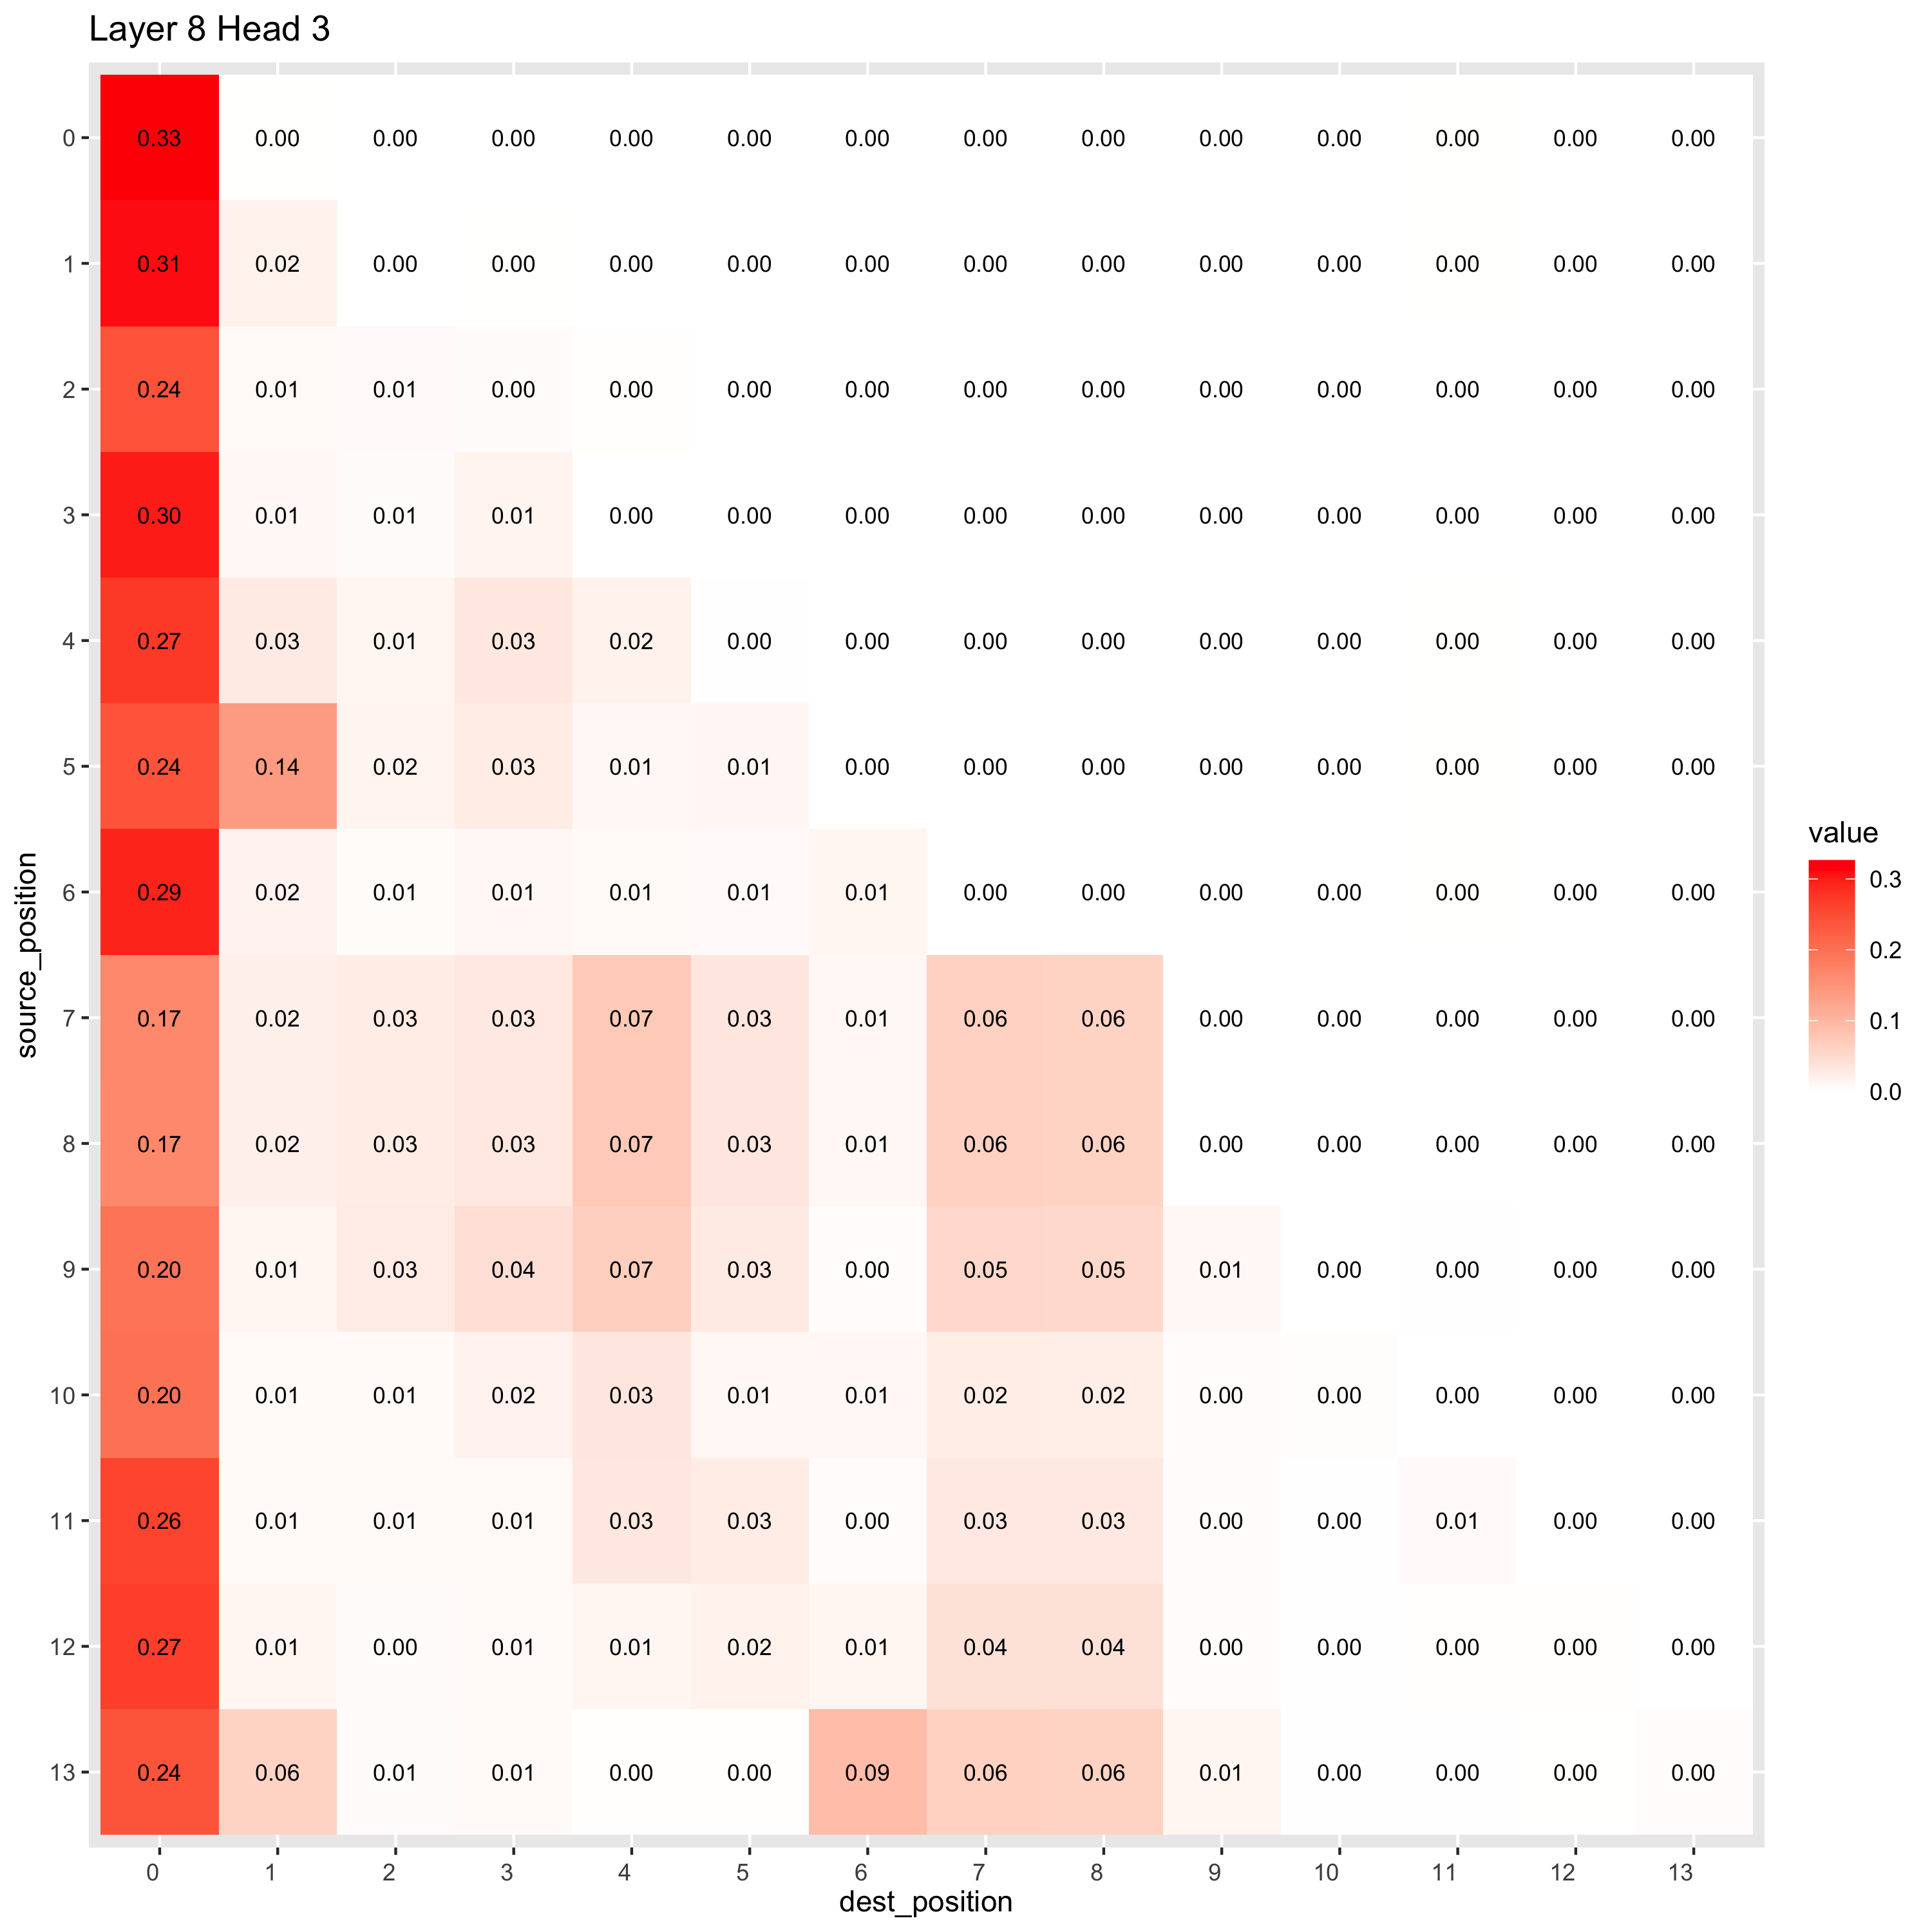 Layer 8 Head 3
0 0.33 0.00 0.00 0.00 0.00 0.00 0.00 0.00 0.00 0.00 0.00 0.00 0.00 0.00
1 0.31 0.02 0.00 0.00 0.00 0.00 0.00 0.00 0.00 0.00 0.00 0.00 0.00 0.00
2 0.24 0.01 0.01 0.00 0.00 0.00 0.00 0.00 0.00 0.00 0.00 0.00 0.00 0.00
3 0.30 0.01 0.01 0.01 0.00 0.00 0.00 0.00 0.00 0.00 0.00 0.00 0.00 0.00
4 0.27 0.03 0.01 0.03 0.02 0.00 0.00 0.00 0.00 0.00 0.00 0.00 0.00 0.00
5 0.24 0.14 0.02 0.03 0.01 0.01 0.00 0.00 0.00 0.00 0.00 0.00 0.00 0.00
6 0.29 0.02 0.01 0.01 0.01 0.01 0.01 0.00 0.00 0.00 0.00 0.00 0.00 0.00
7 0.17 0.02 0.03 0.03 0.07 0.03 0.01 0.06 0.06 0.00 0.00 0.00 0.00 0.00
8 0.17 0.02 0.03 0.03 0.07 0.03 0.01 0.06 0.06 0.00 0.00 0.00 0.00 0.00
9 0.20 0.01 0.03 0.04 0.07 0.03 0.00 0.05 0.05 0.01 0.00 0.00 0.00 0.00
10 0.20 0.01 0.01 0.02 0.03 0.01 0.01 0.02 0.02 0.00 0.00 0.00 0.00 0.00
11 0.26 0.01 0.01 0.01 0.03 0.03 0.00 0.03 0.03 0.00 0.00 0.01 0.00 0.00
12 0.27 0.01 0.00 0.01 0.01 0.02 0.01 0.04 0.04 0.00 0.00 0.00 0.00 0.00
13 0.24 0.06 0.01 0.01 0.00 0.00 0.09 0.06 0.06 0.01 0.00 0.00 0.00 0.00
0 1 2 3 4 5 6 7 8 9 10 11 12 13
dest_position
source_position
value
0.3
0.2
0.1
0.0